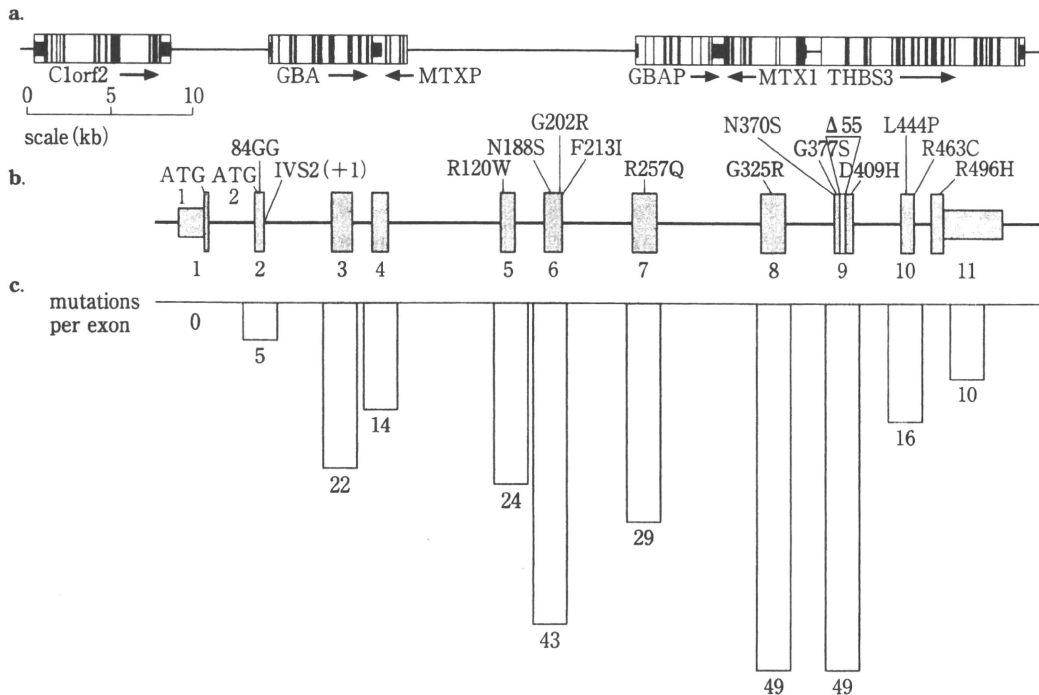 a.
C1orf2 GBA MTXP GBAP MTX1 THBS3
0 5 10
scale (kb)
b.
ATG 1
ATG 2
84GG
IVS2 (+1)
R120W
N188S
G202R
F213I
R257Q
G325R
N370S
G377S
Δ 55
D409H
L444P
R463C
R496H
1 2 3 4 5 6 7 8 9 10 11
c.
mutations
per exon
0 5 22 14 24 43 29 49 49 16 10